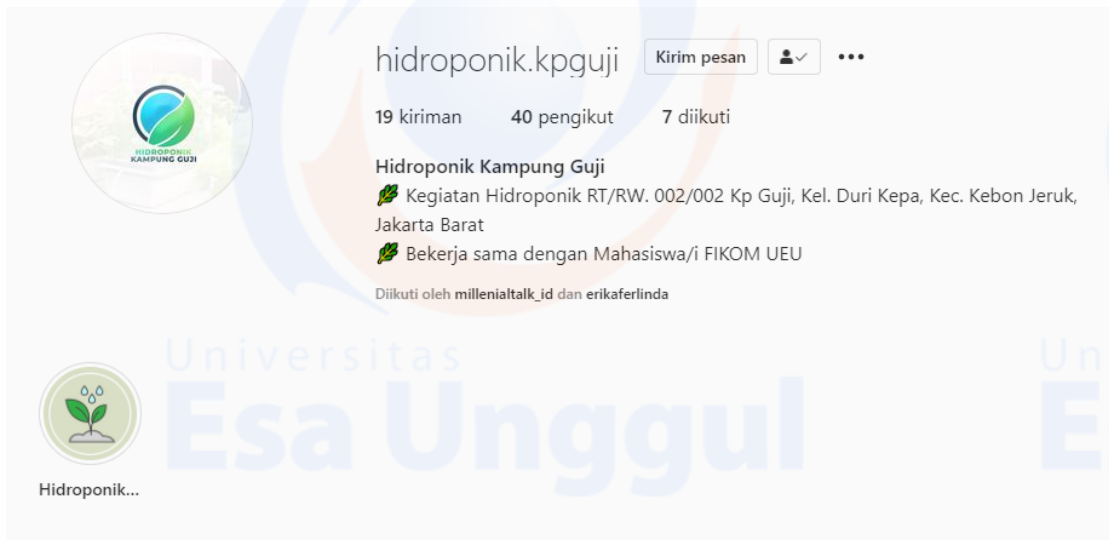 hidroponik.kpguji Kirim pesan
19 kiriman 40 pengikut 7 diikuti
HIDROPONIK
KAMPUNG GUJI
Hidroponik Kampung Guji
Kegiatan Hidroponik RT/RW. 002/002 Kp Guji, Kel. Duri Kepa, Kec. Kebon Jeruk,
Jakarta Barat
Bekerja sama dengan Mahasiswa/i FIKOM UEU
Diikuti oleh millenialtalk_id dan erikaferlinda
Universitas
Esa Unggul
Un
E
Hidroponik...